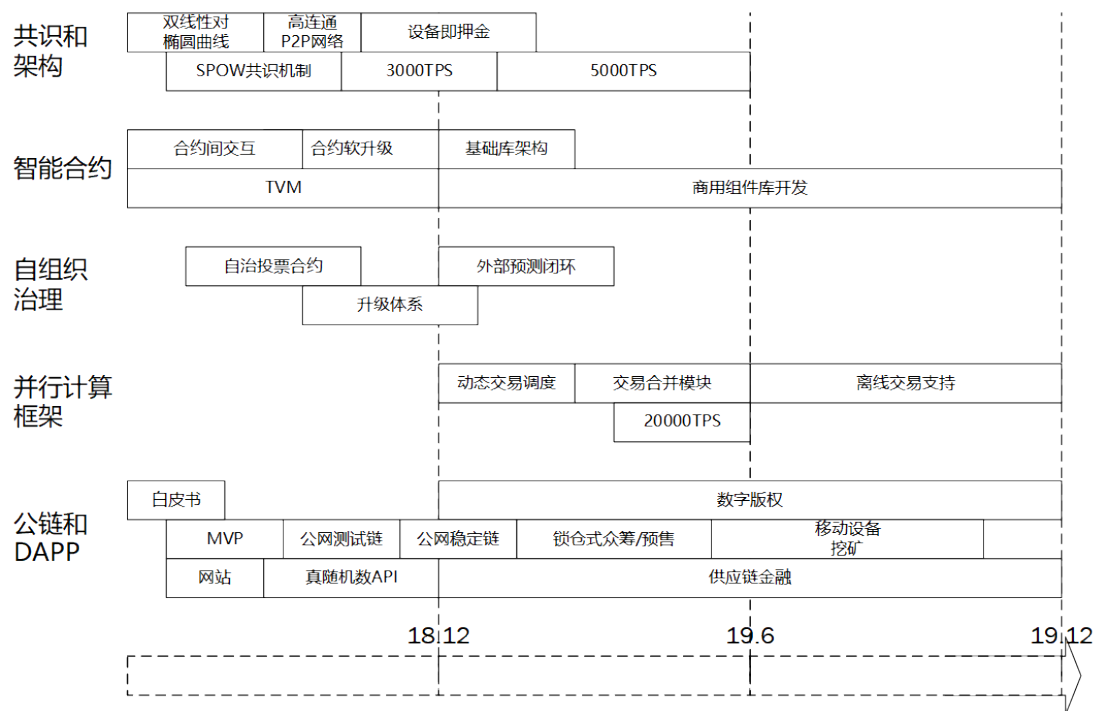 共识和
架构
双线性对
椭圆曲线
高连通
P2P网络
设备即押金
SPOW共识机制
3000TPS
5000TPS
智能合约
合约间交互
合约软升级
基础库架构
TVM
商用组件库开发
自组织
治理
自治投票合约
外部预测闭环
升级体系
并行计算
框架
动态交易调度
交易合并模块
离线交易支持
20000TPS
公链和
DAPP
白皮书
数字版权
MVP
公网测试链
公网稳定链
锁仓式众筹/预售
移动设备
挖矿
网站
真随机数API
供应链金融
18.12
19.6
19.12